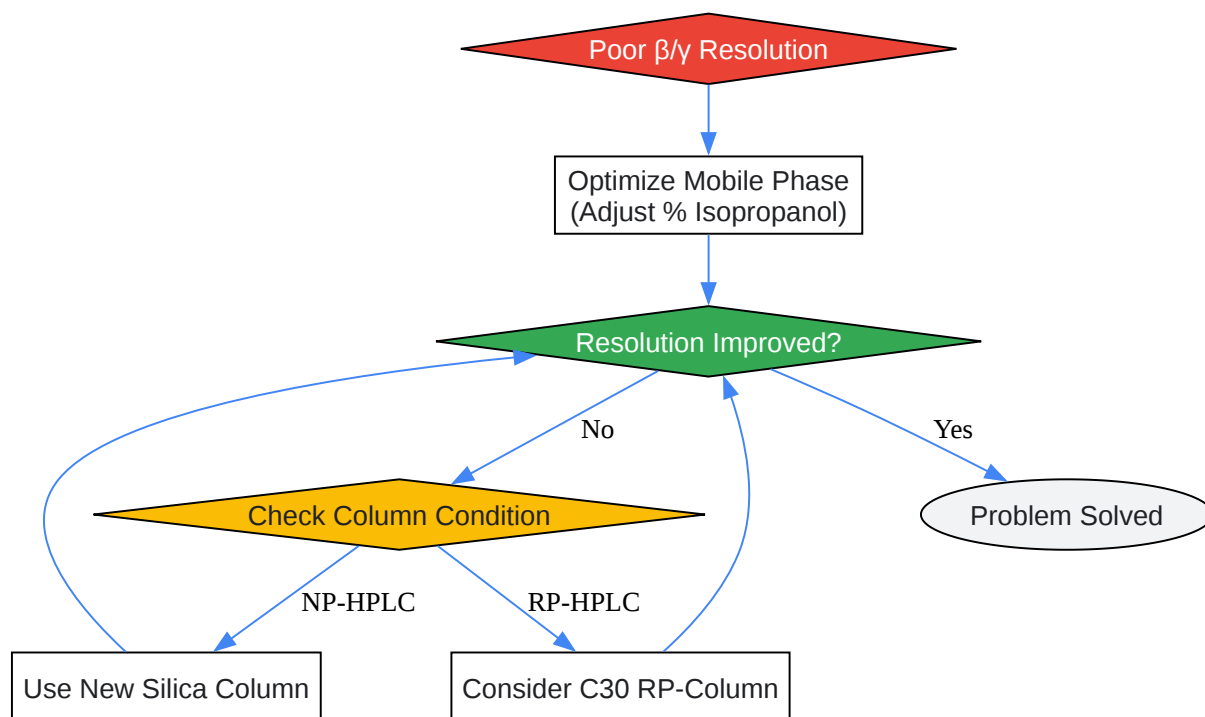 Poor β/γ Resolution
Optimize Mobile Phase
(Adjust % Isopropanol)
Resolution Improved?
No
Yes
Check Column Condition
Problem Solved
NP-HPLC
RP-HPLC
Use New Silica Column
Consider C30 RP-Column